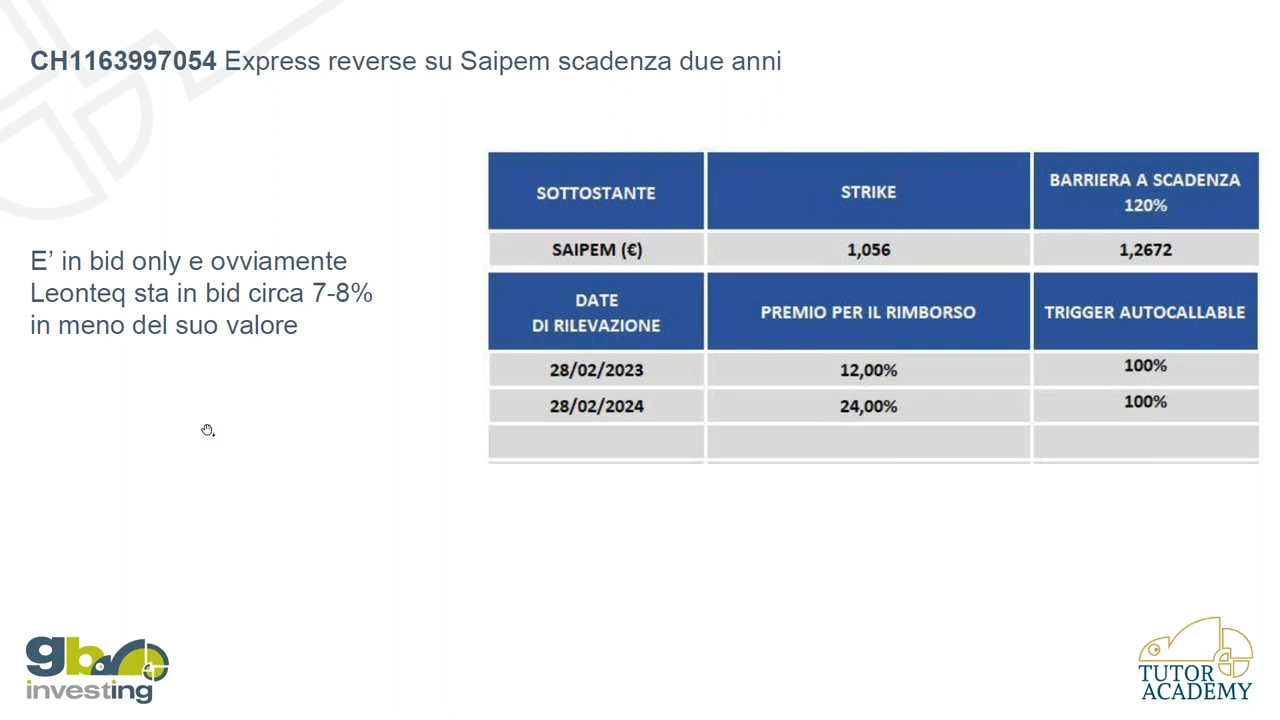 CH1163997054 Express reverse su Saipem scadenza due anni
E’ in bid only e ovviamente
Leonteq sta in bid circa 7-8%
in meno del suo valore
SOTTOSTANTE STRIKE BARRIERA A SCADENZA
120%
SAIPEM (€) 1,056 1,2672
DATE
DI RILEVAZIONE PREMIO PER IL RIMBORSO TRIGGER AUTOCALLABLE
28/02/2023 12,00% 100%
28/02/2024 24,00% 100%
gb
investing
TUTOR
ACADEMY